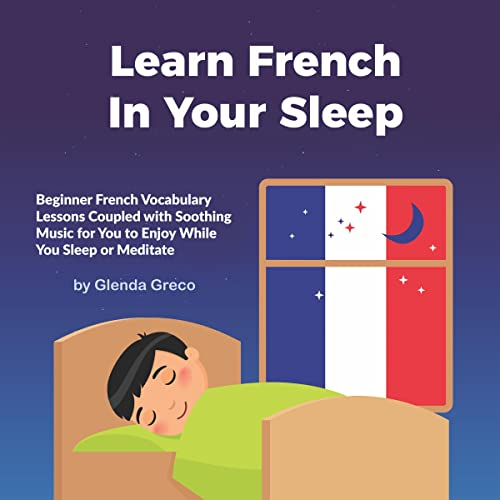 Learn French
In Your Sleep
Beginner French Vocabulary
Lessons Coupled with Soothing
Music for You to Enjoy While
You Sleep or Meditate
by Glenda Greco